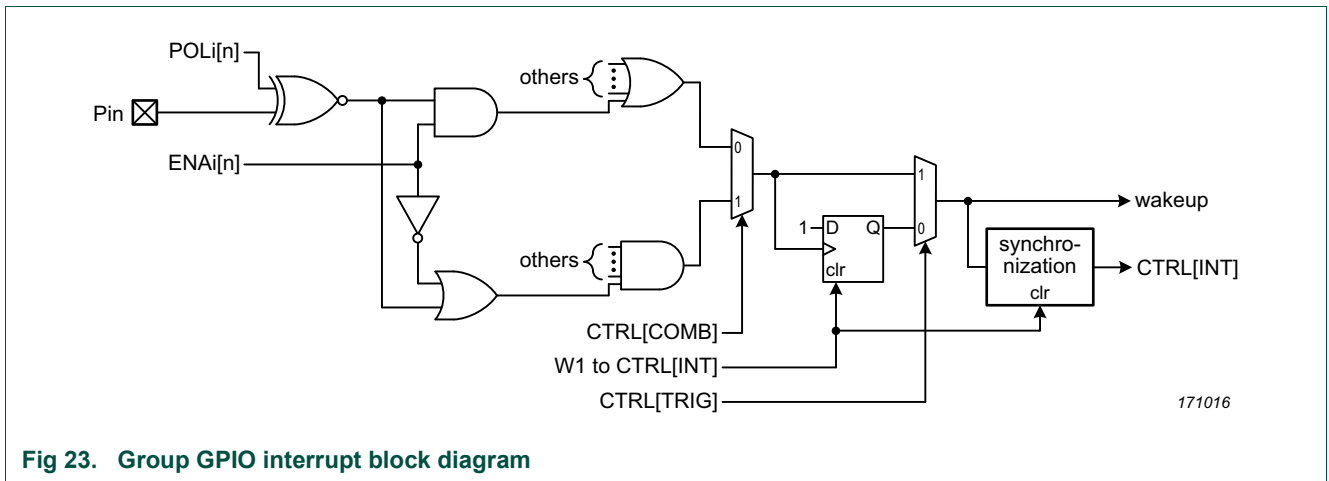 POLi[n]
Pin
ENAi[n]
others
others
0
1
1
0
1
D
Q
clr
wakeup
synchro-
nization
clr
CTRL[INT]
CTRL[COMB]
W1 to CTRL[INT]
CTRL[TRIG]
171016
Fig 23. Group GPIO interrupt block diagram